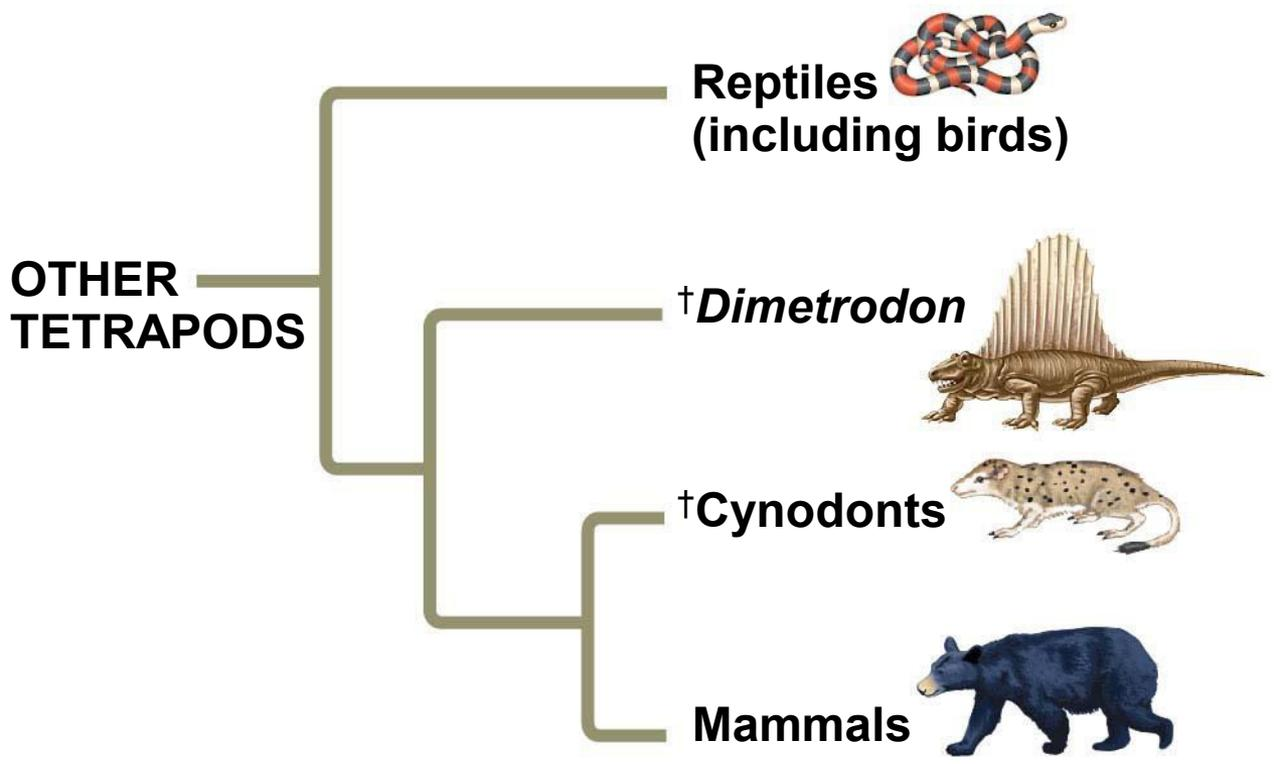 Reptiles
(including birds)
OTHER
TETRAPODS
†Dimetrodon
†Cynodonts
Mammals